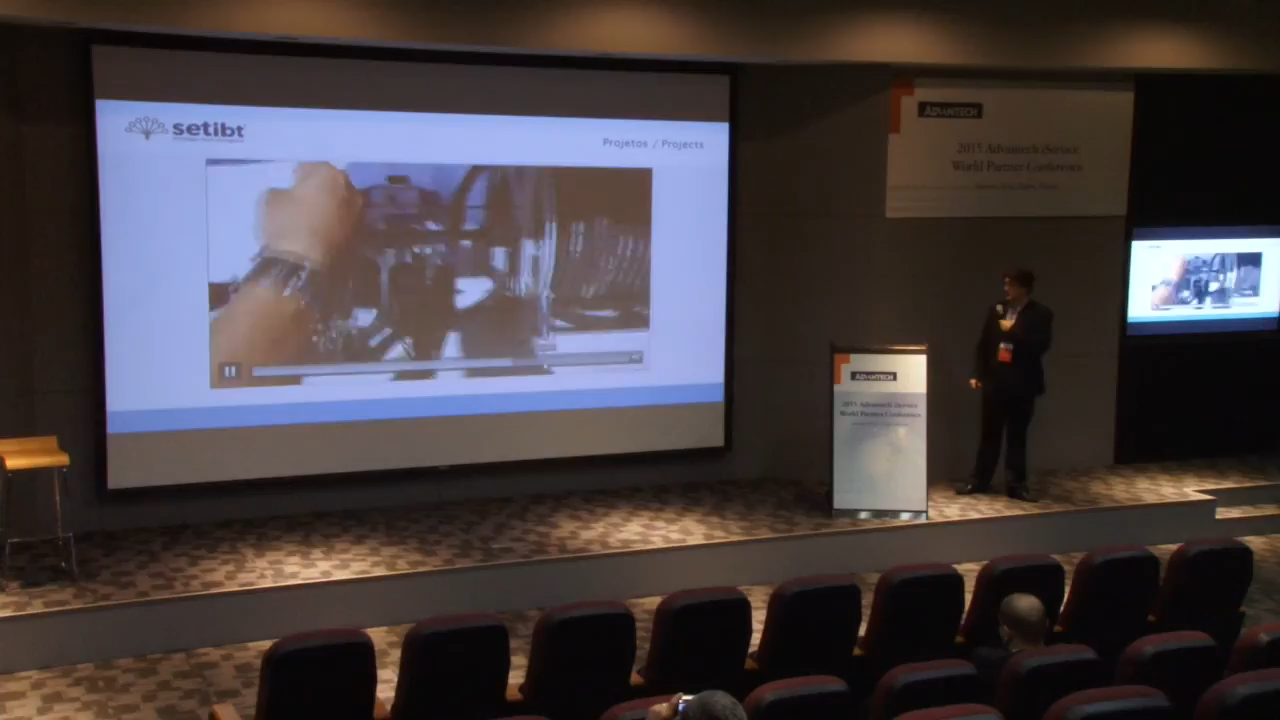 setibt
Projetos / Projects
ADVANTECH
2015 Advantech iService
World Partner Conference
ADVANTECH
2015 Advantech iService
World Partner Conference